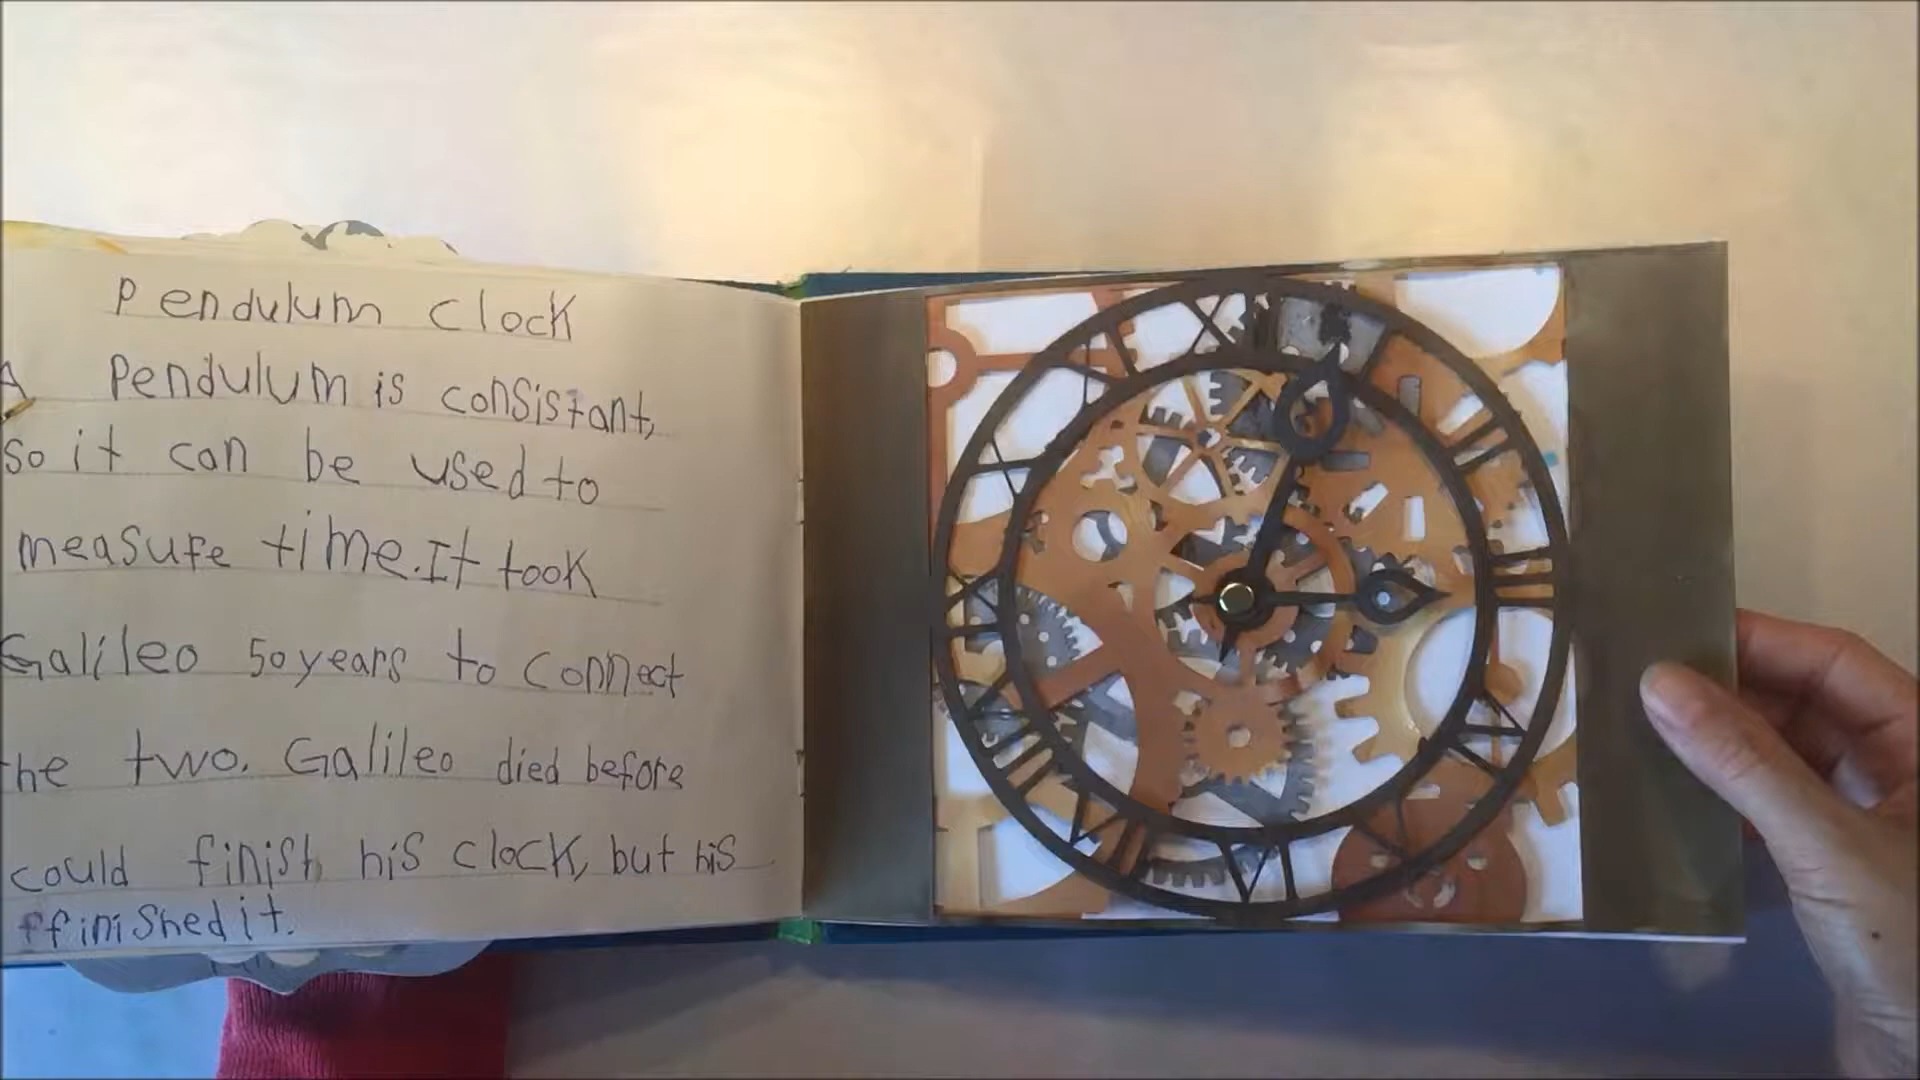 Pendulum clock
A Pendulum is consistant,
so it can be used to
measure time. It took
Galileo 50 years to connect
the two. Galileo died before
could finish his clock, but his
finished it.